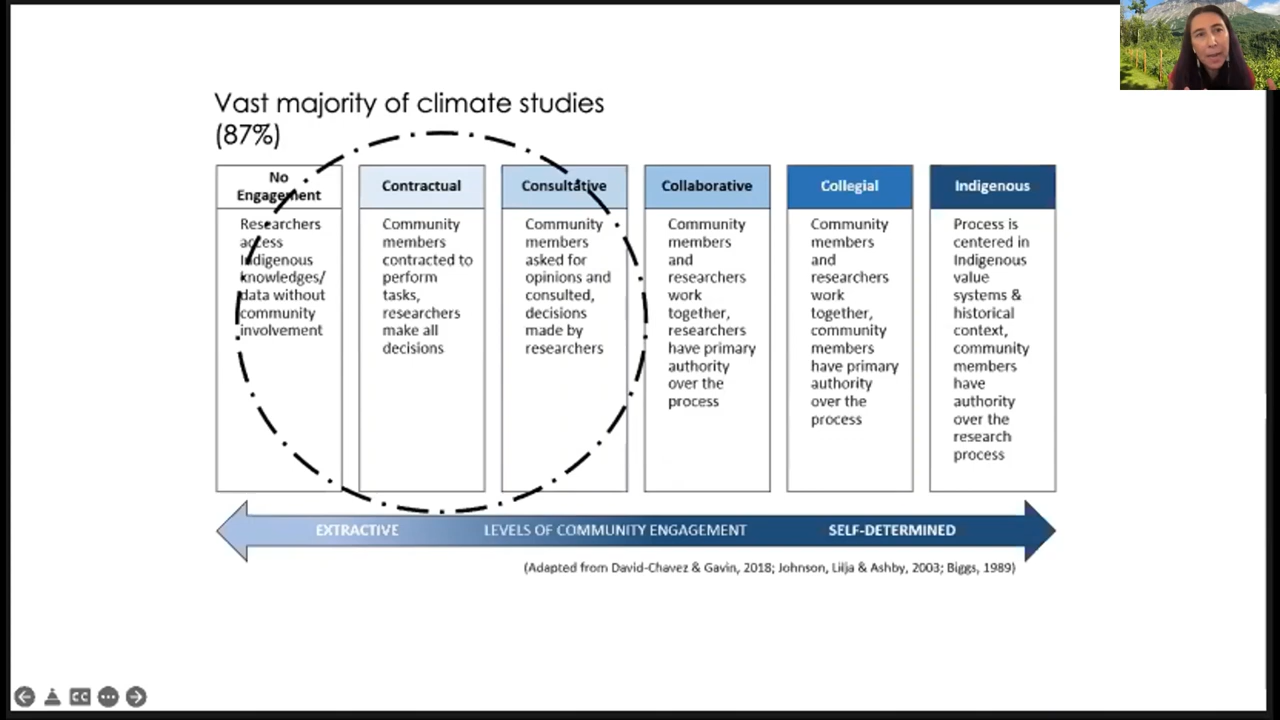 Vast majority of climate studies
(87%)
No
Engagement
Researchers
access
Indigenous
knowledges/
data without
community
involvement
Contractual
Community
members
contracted to
perform
tasks,
researchers
make all
decisions
Consultative
Community
members
asked for
opinions and
consulted,
decisions
made by
researchers
Collaborative
Community
members
and
researchers
work
together,
researchers
have primary
authority
over the
process
Collegial
Community
members
and
researchers
work
together,
community
members
have primary
authority
over the
process
Indigenous
Process is
centered in
Indigenous
value
systems &
historical
context,
community
members
have
authority
over the
research
process
EXTRACTIVE LEVELS OF COMMUNITY ENGAGEMENT SELF-DETERMINED
(Adapted from David-Chavez & Gavin, 2018; Johnson, Lilja & Ashby, 2003; Biggs, 1989)
CC